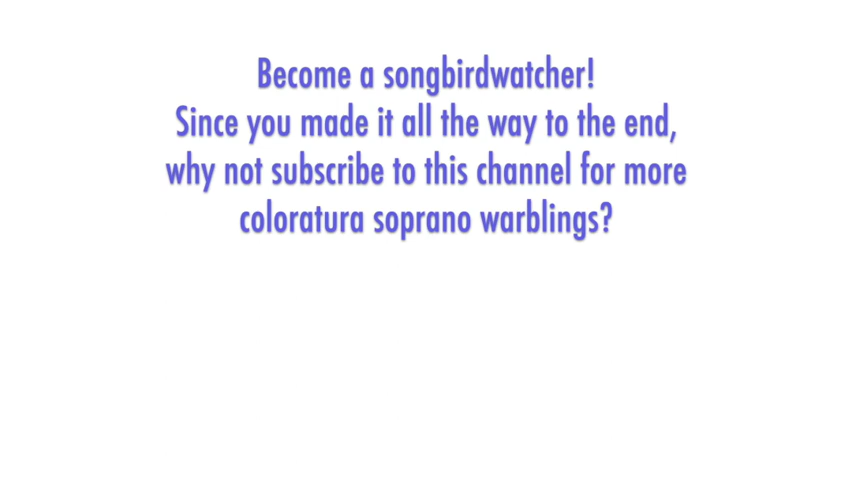 Become a songbirdwatcher!
Since you made it all the way to the end,
why not subscribe to this channel for more
coloratura soprano warblings?